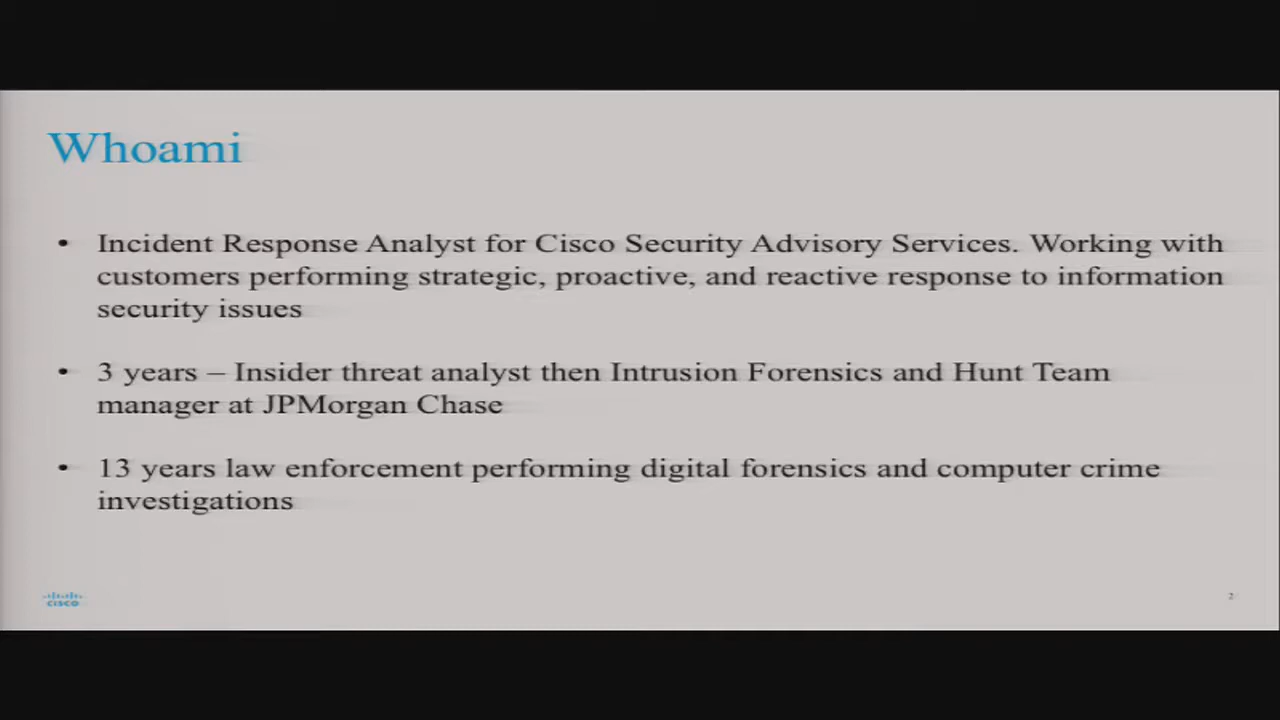 Whoami
• Incident Response Analyst for Cisco Security Advisory Services. Working with
customers performing strategic, proactive, and reactive response to information
security issues
• 3 years – Insider threat analyst then Intrusion Forensics and Hunt Team
manager at JPMorgan Chase
• 13 years law enforcement performing digital forensics and computer crime
investigations
cisco
2